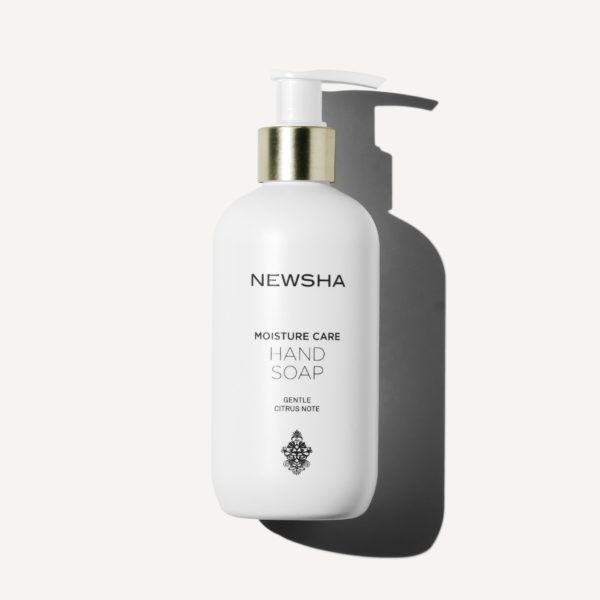 NEWSHA
MOISTURE CARE
HAND
SOAP
GENTLE
CITRUS NOTE